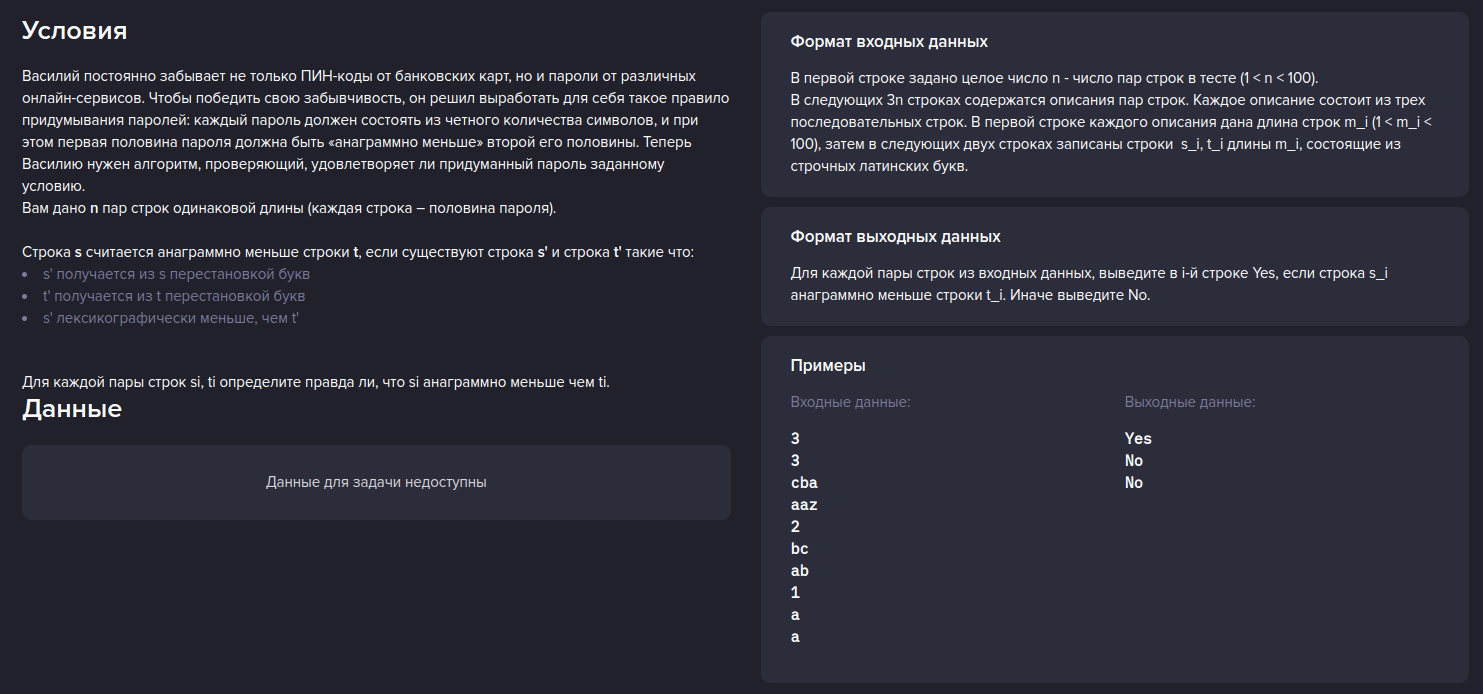 Условия
Василий постоянно забывает не только ПИН-коды от банковских карт, но и пароли от различных
онлайн-сервисов. Чтобы победить свою забывчивость, он решил выработать для себя такое правило
придумывания паролей: каждый пароль должен состоять из четного количества символов, и при
этом первая половина пароля должна быть «анаграммно меньше» второй его половины. Теперь
Василию нужен алгоритм, проверяющий, удовлетворяет ли придуманный пароль заданному
условию.
Вам дано n пар строк одинаковой длины (каждая строка – половина пароля).
Строка s считается анаграммно меньше строки t, если существуют строка s' и строка t' такие что:
• s' получается из s перестановкой букв
• t' получается из t перестановкой букв
• s' лексикографически меньше, чем t'
Для каждой пары строк si, ti определите правда ли, что si анаграммно меньше чем ti.
Данные
Данные для задачи недоступны
Формат входных данных
В первой строке задано целое число n - число пар строк в тесте (1 < n < 100).
В следующих 3n строках содержатся описания пар строк. Каждое описание состоит из трех
последовательных строк. В первой строке каждого описания дана длина строк m_i (1 < m_i <
100), затем в следующих двух строках записаны строки s_i, t_i длины m_i, состоящие из
строчных латинских букв.
Формат выходных данных
Для каждой пары строк из входных данных, выведите в i-й строке Yes, если строка s_i
анаграммно меньше строки t_i. Иначе выведите No.
Примеры
Входные данные:
3
3
cba
aaz
2
bc
ab
1
a
a
Выходные данные:
Yes
No
No